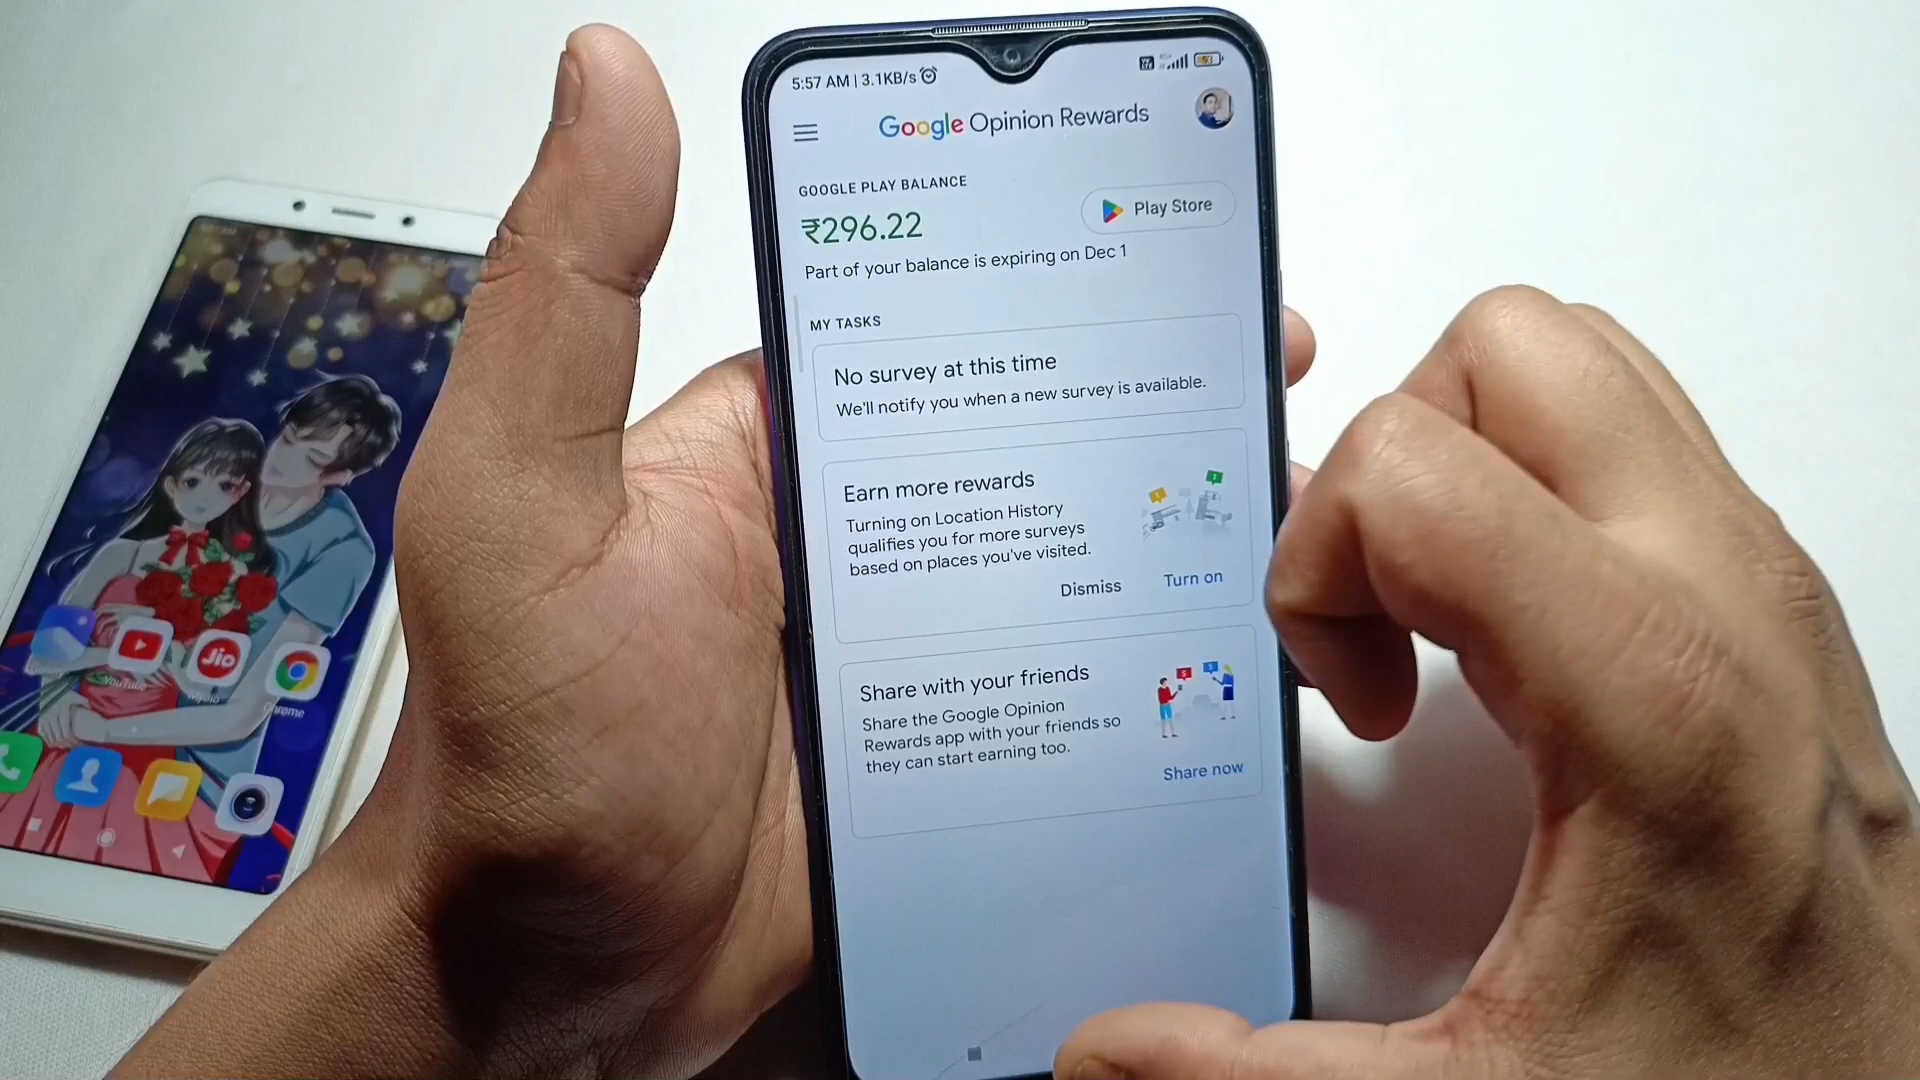 5:57 AM | 3.1KB/s
53
Google Opinion Rewards
GOOGLE PLAY BALANCE
₹296.22
Play Store
Part of your balance is expiring on Dec 1
MY TASKS
No survey at this time
We'll notify you when a new survey is available.
Earn more rewards
Turning on Location History
qualifies you for more surveys
based on places you've visited.
Dismiss
Turn on
Share with your friends
Share the Google Opinion
Rewards app with your friends so
they can start earning too.
Share now
Jio
Gallery
YouTube
MyJio
Chrome